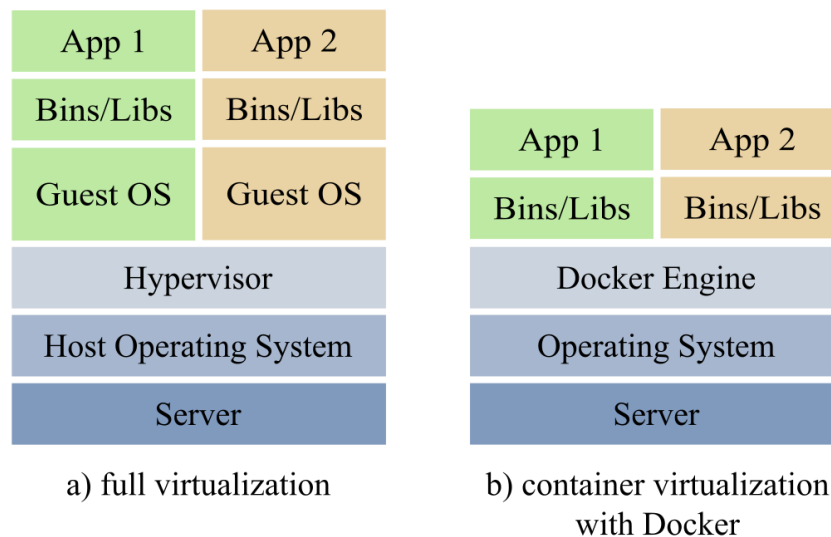 App 1
App 2
Bins/Libs
Bins/Libs
Guest OS
Guest OS
Hypervisor
Host Operating System
Server
a) full virtualization
App 1
App 2
Bins/Libs
Bins/Libs
Docker Engine
Operating System
Server
b) container virtualization
with Docker